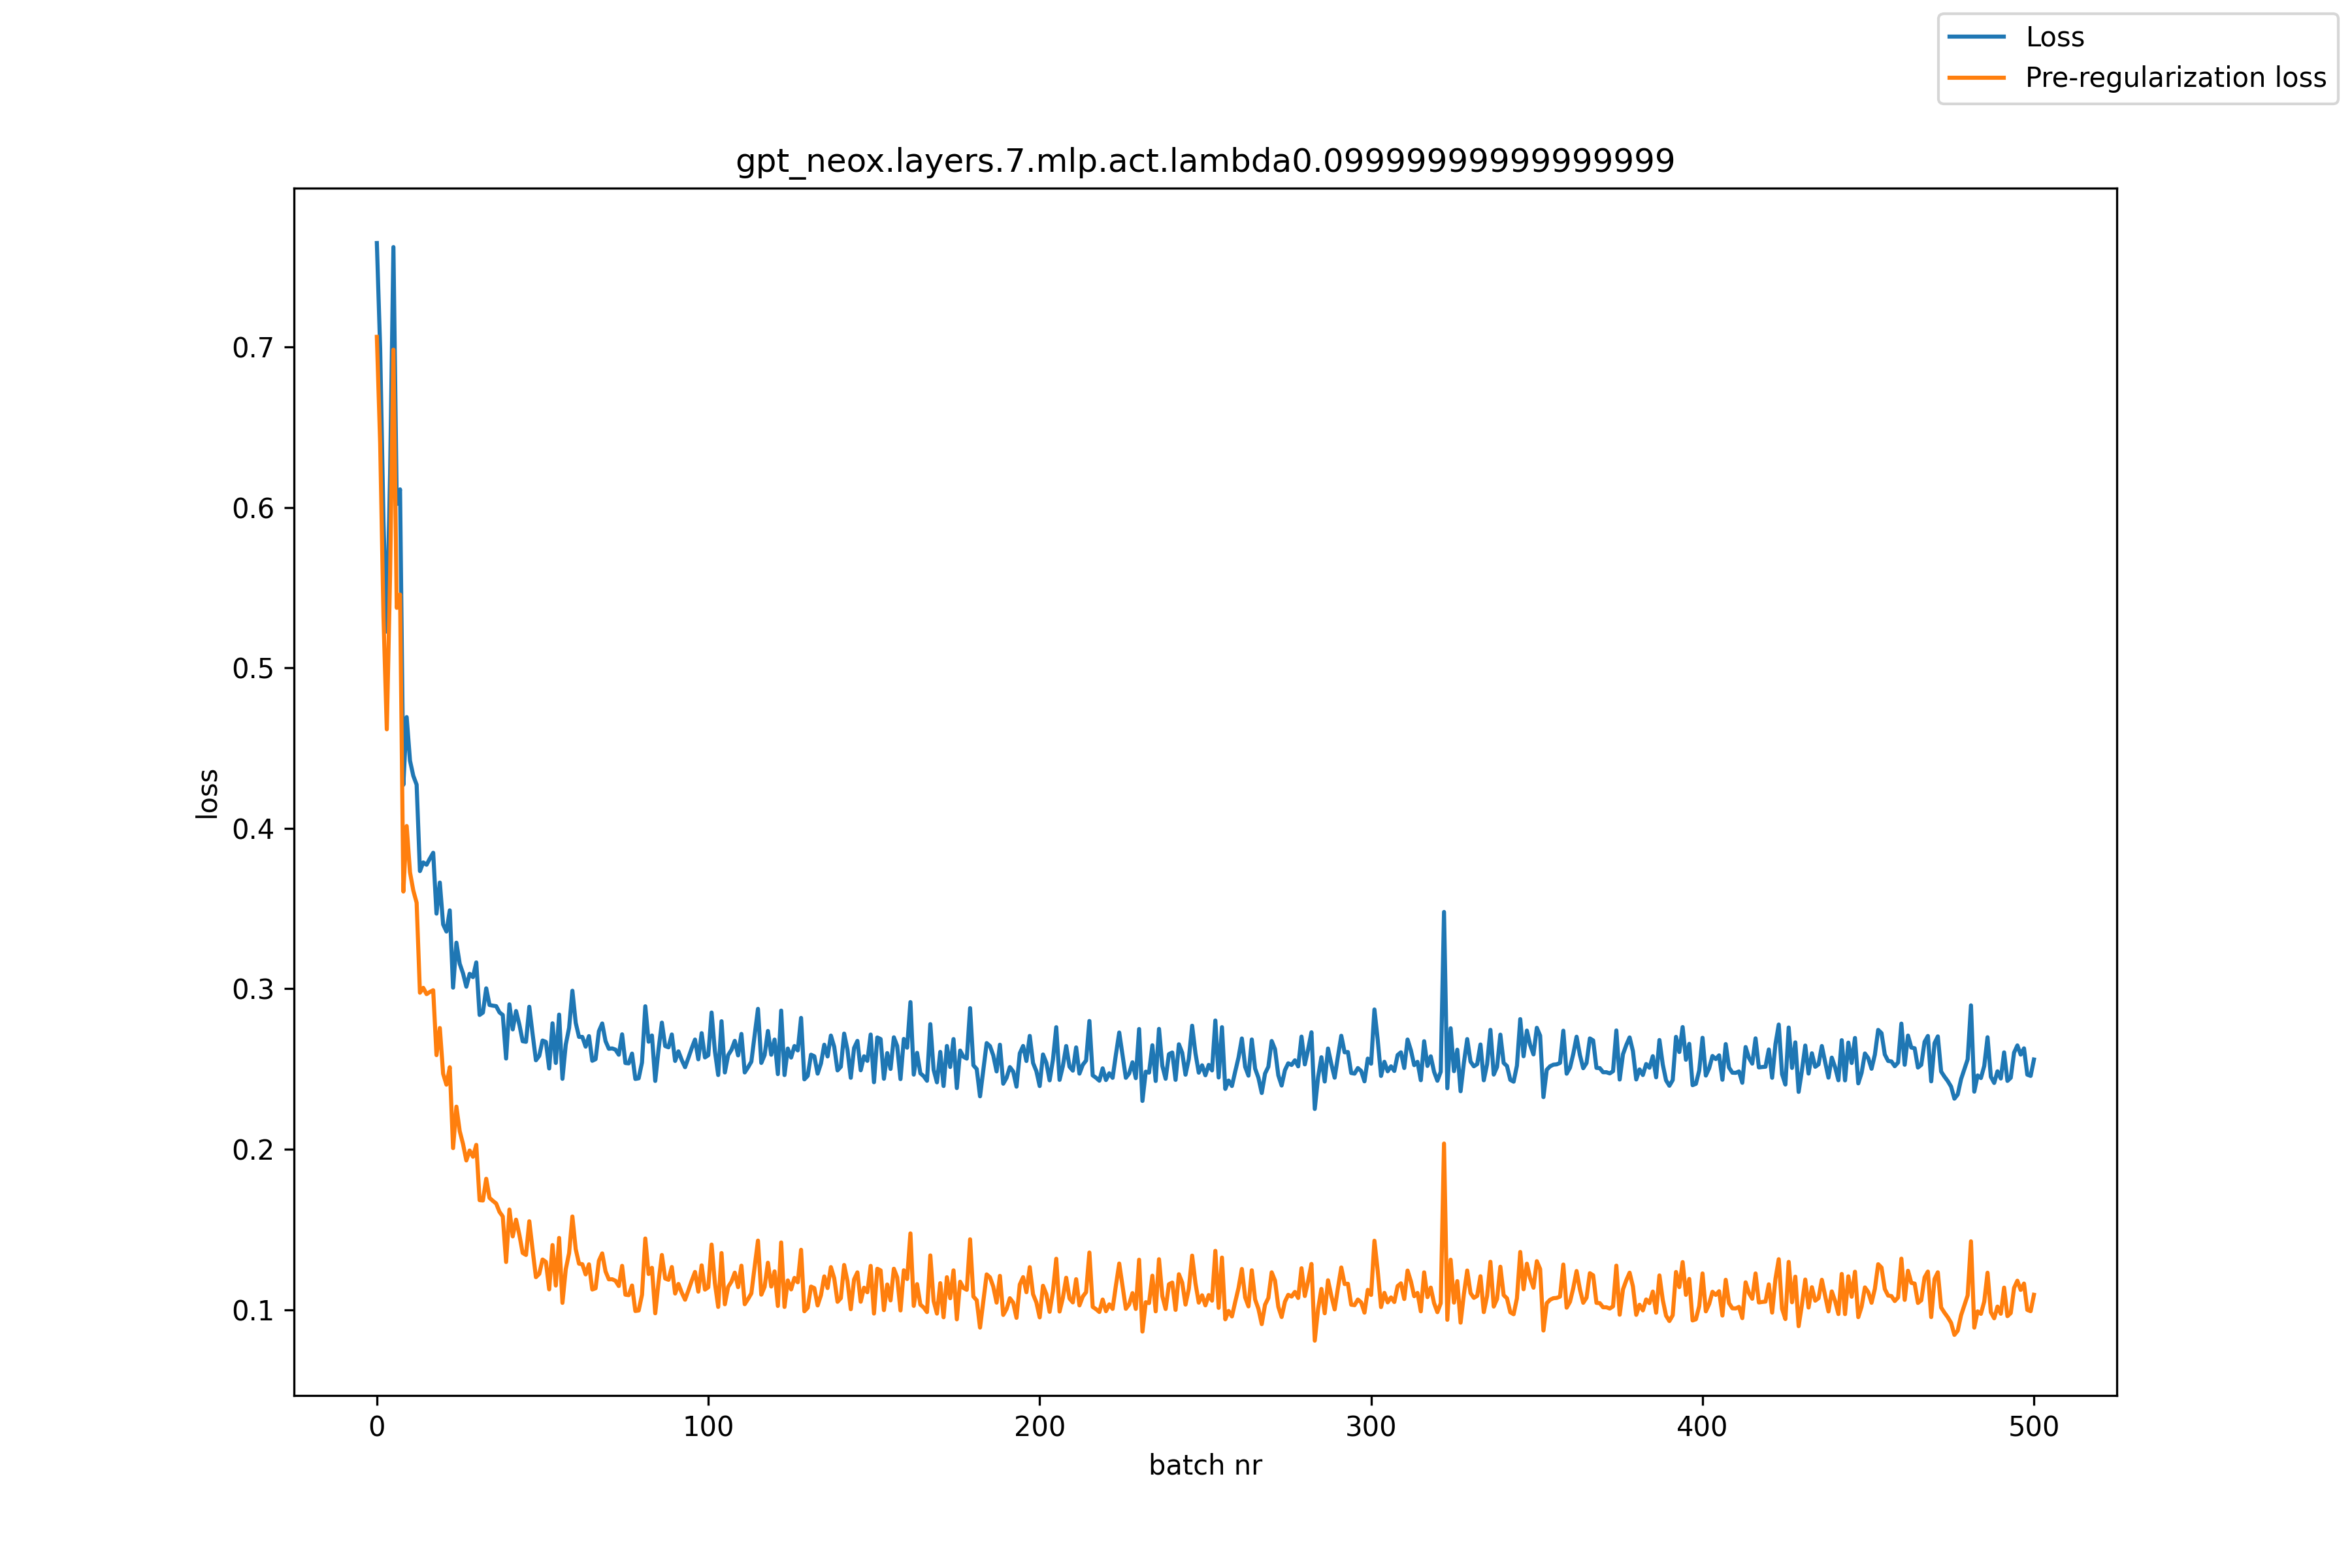 Loss
Pre-regularization loss
gpt_neox.layers.7.mlp.act.lambda0.09999999999999999
0.7
0.6
0.5
0.4
0.3
0.2
0.1
loss
0 100 200 300 400 500
batch nr